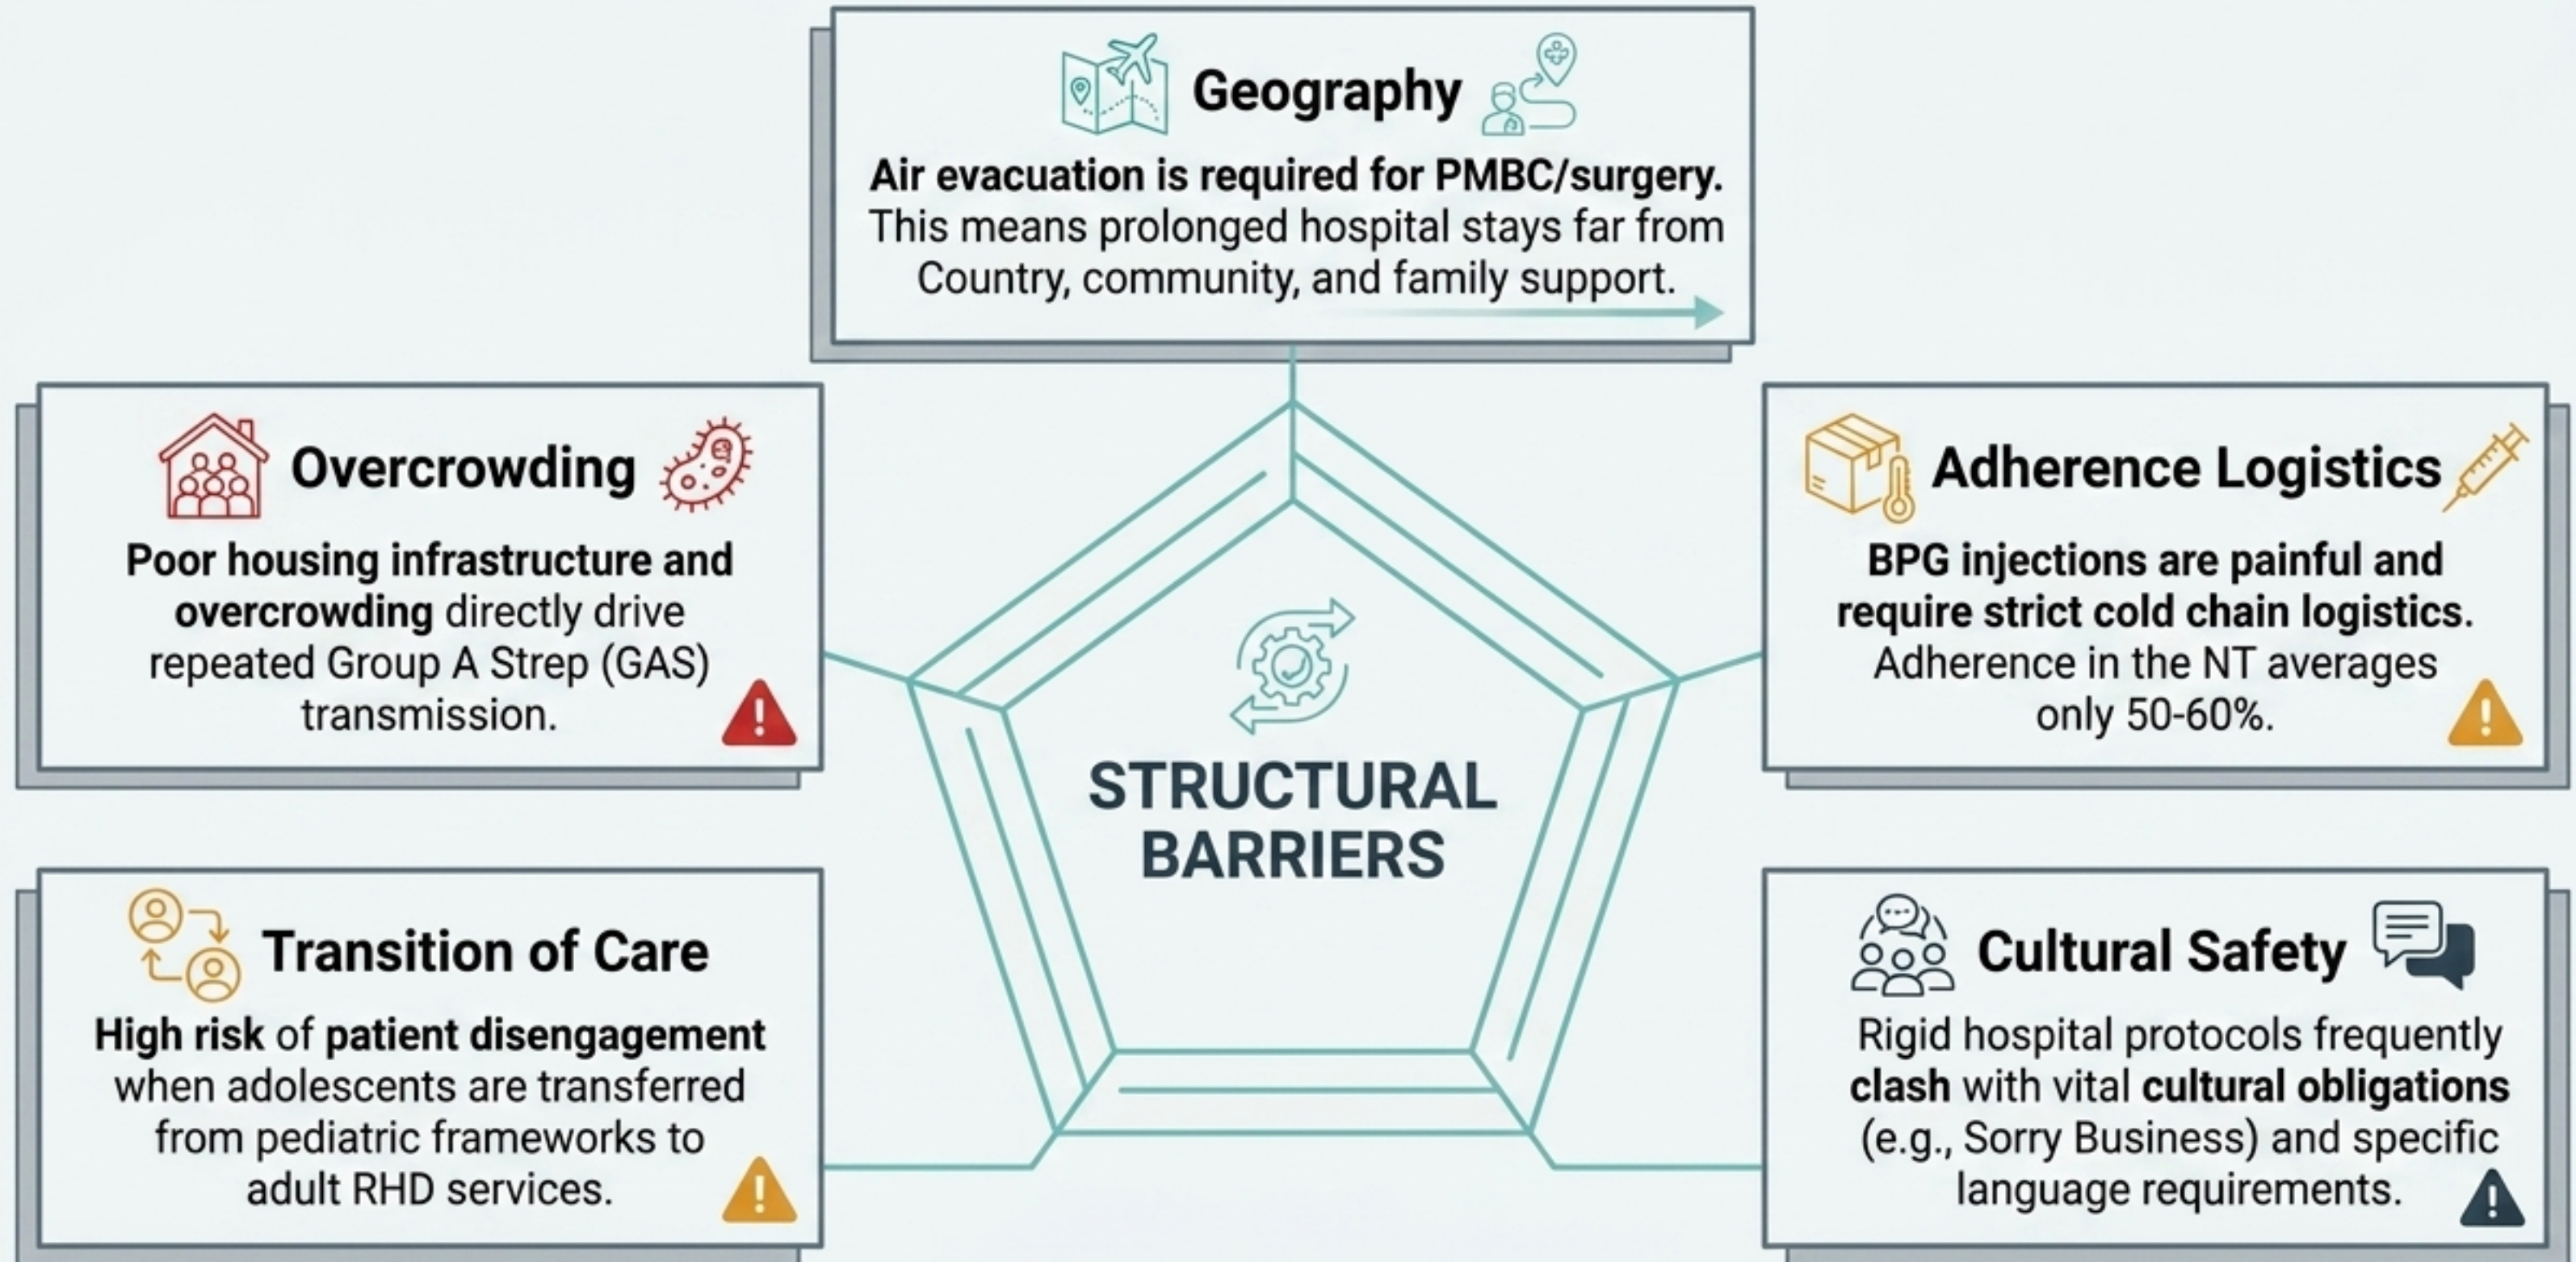 Geography
Air evacuation is required for PMBC/surgery.
This means prolonged hospital stays far from
Country, community, and family support.
Overcrowding
Poor housing infrastructure and
overcrowding directly drive
repeated Group A Strep (GAS)
transmission.
Adherence Logistics
BPG injections are painful and
require strict cold chain logistics.
Adherence in the NT averages
only 50-60%.
STRUCTURAL
BARRIERS
Transition of Care
High risk of patient disengagement
when adolescents are transferred
from pediatric frameworks to
adult RHD services.
Cultural Safety
Rigid hospital protocols frequently
clash with vital cultural obligations
(e.g., Sorry Business) and specific
language requirements.